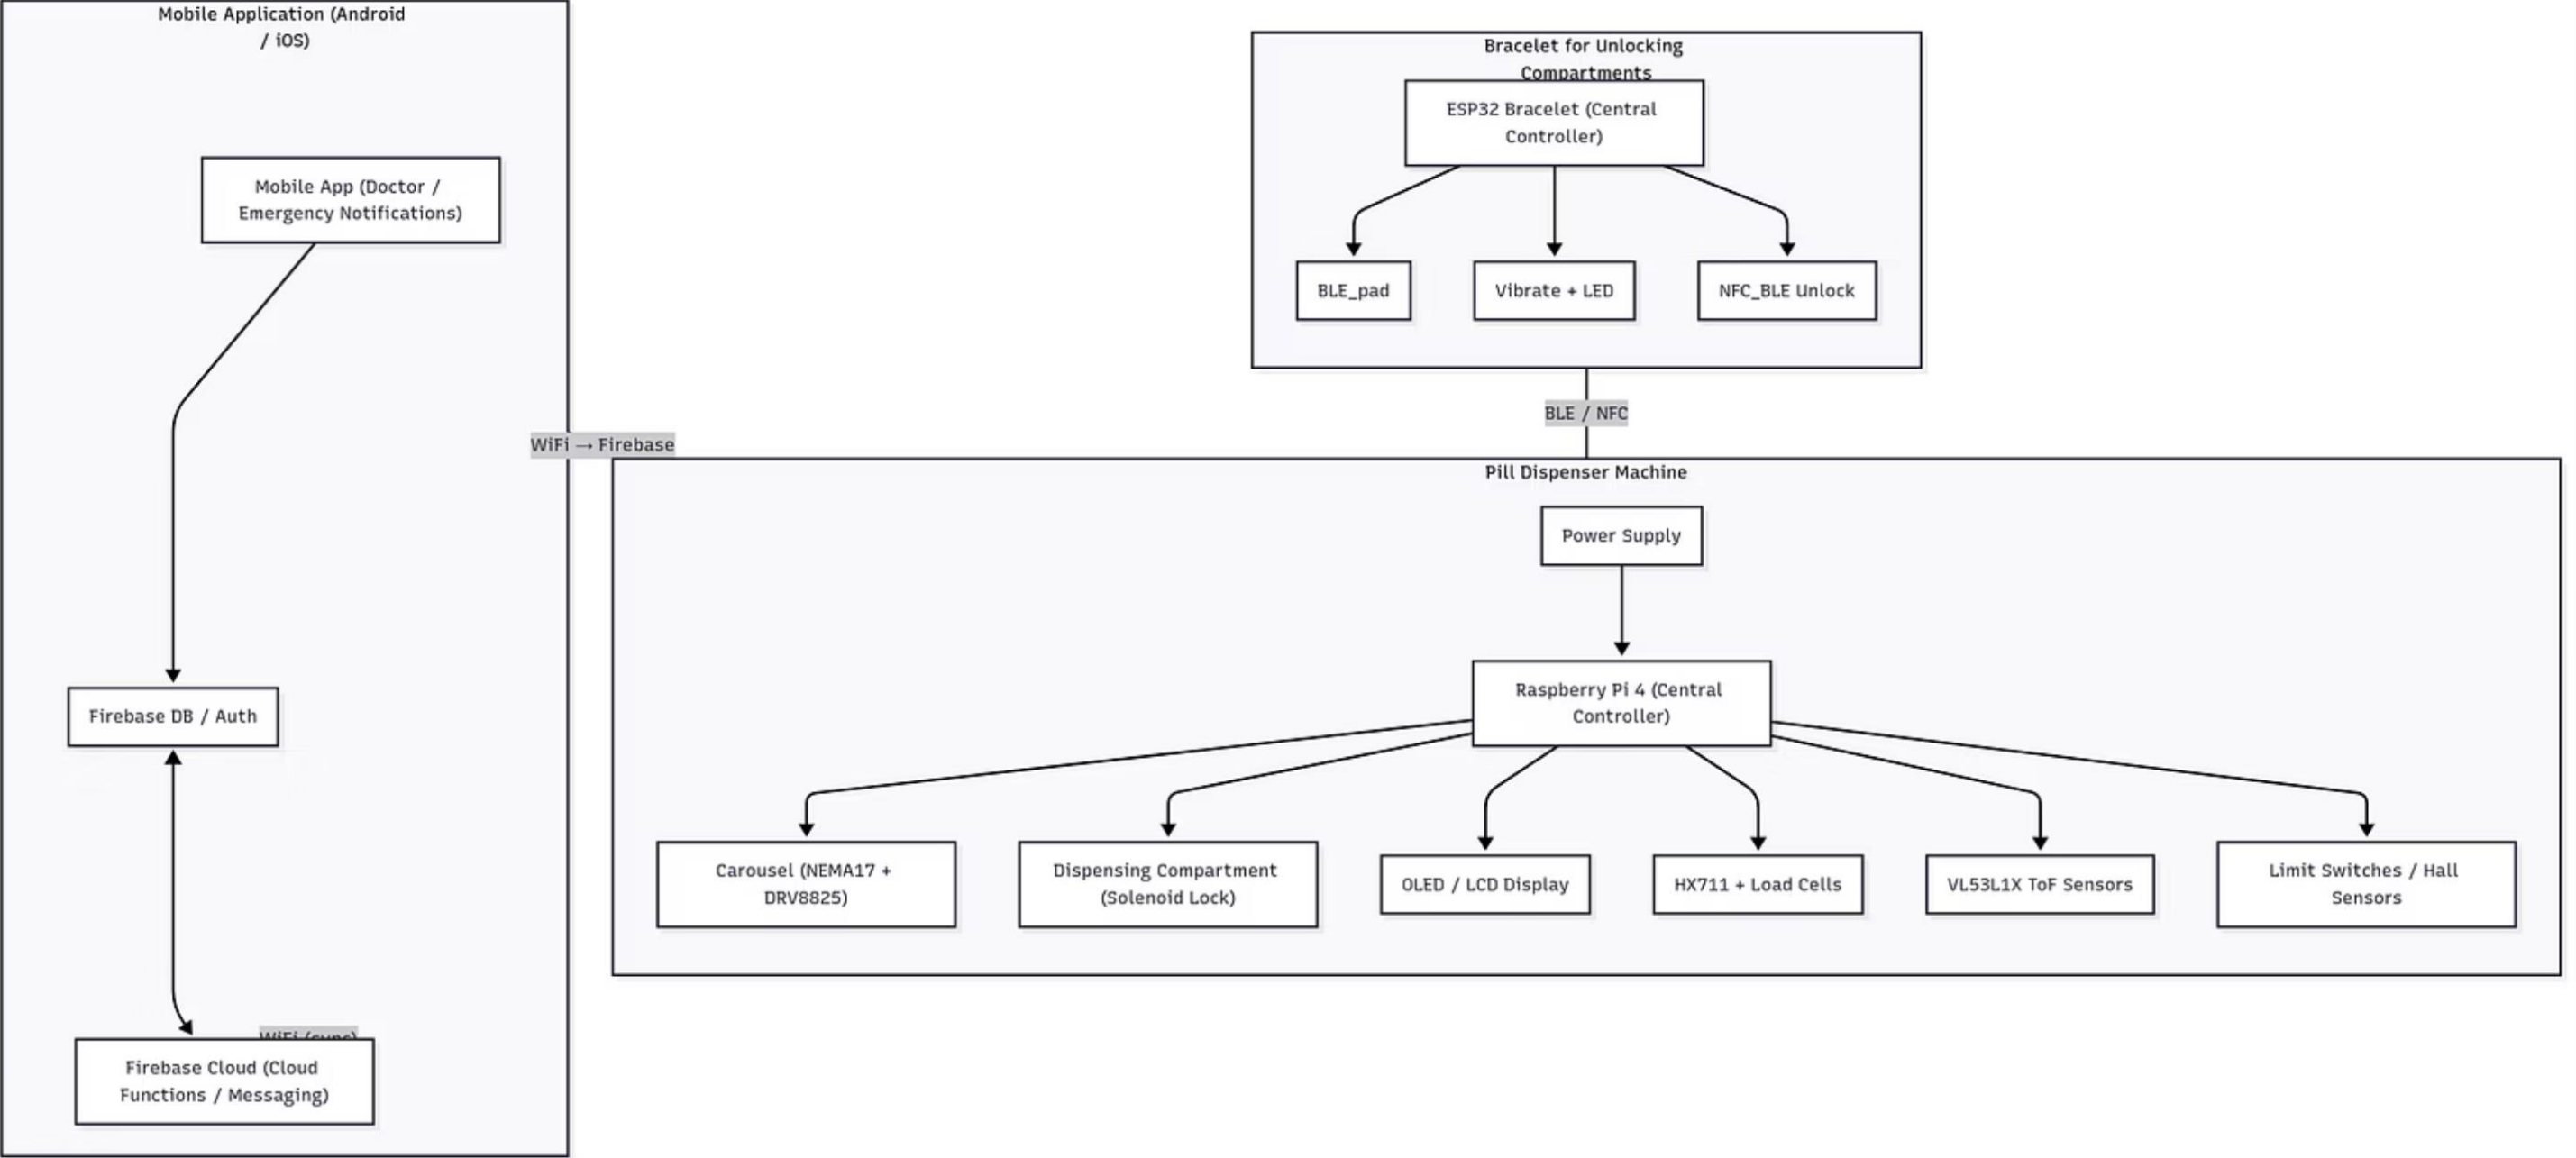 Mobile Application (Android
/ iOS)
Mobile App (Doctor /
Emergency Notifications)
Firebase DB / Auth
WiFi (sync)
Firebase Cloud (Cloud
Functions / Messaging)
WiFi → Firebase
Bracelet for Unlocking
Compartments
ESP32 Bracelet (Central
Controller)
BLE_pad
Vibrate + LED
NFC_BLE Unlock
BLE / NFC
Pill Dispenser Machine
Power Supply
Raspberry Pi 4 (Central
Controller)
Carousel (NEMA17 +
DRV8825)
Dispensing Compartment
(Solenoid Lock)
OLED / LCD Display
HX711 + Load Cells
VL53L1X ToF Sensors
Limit Switches / Hall
Sensors